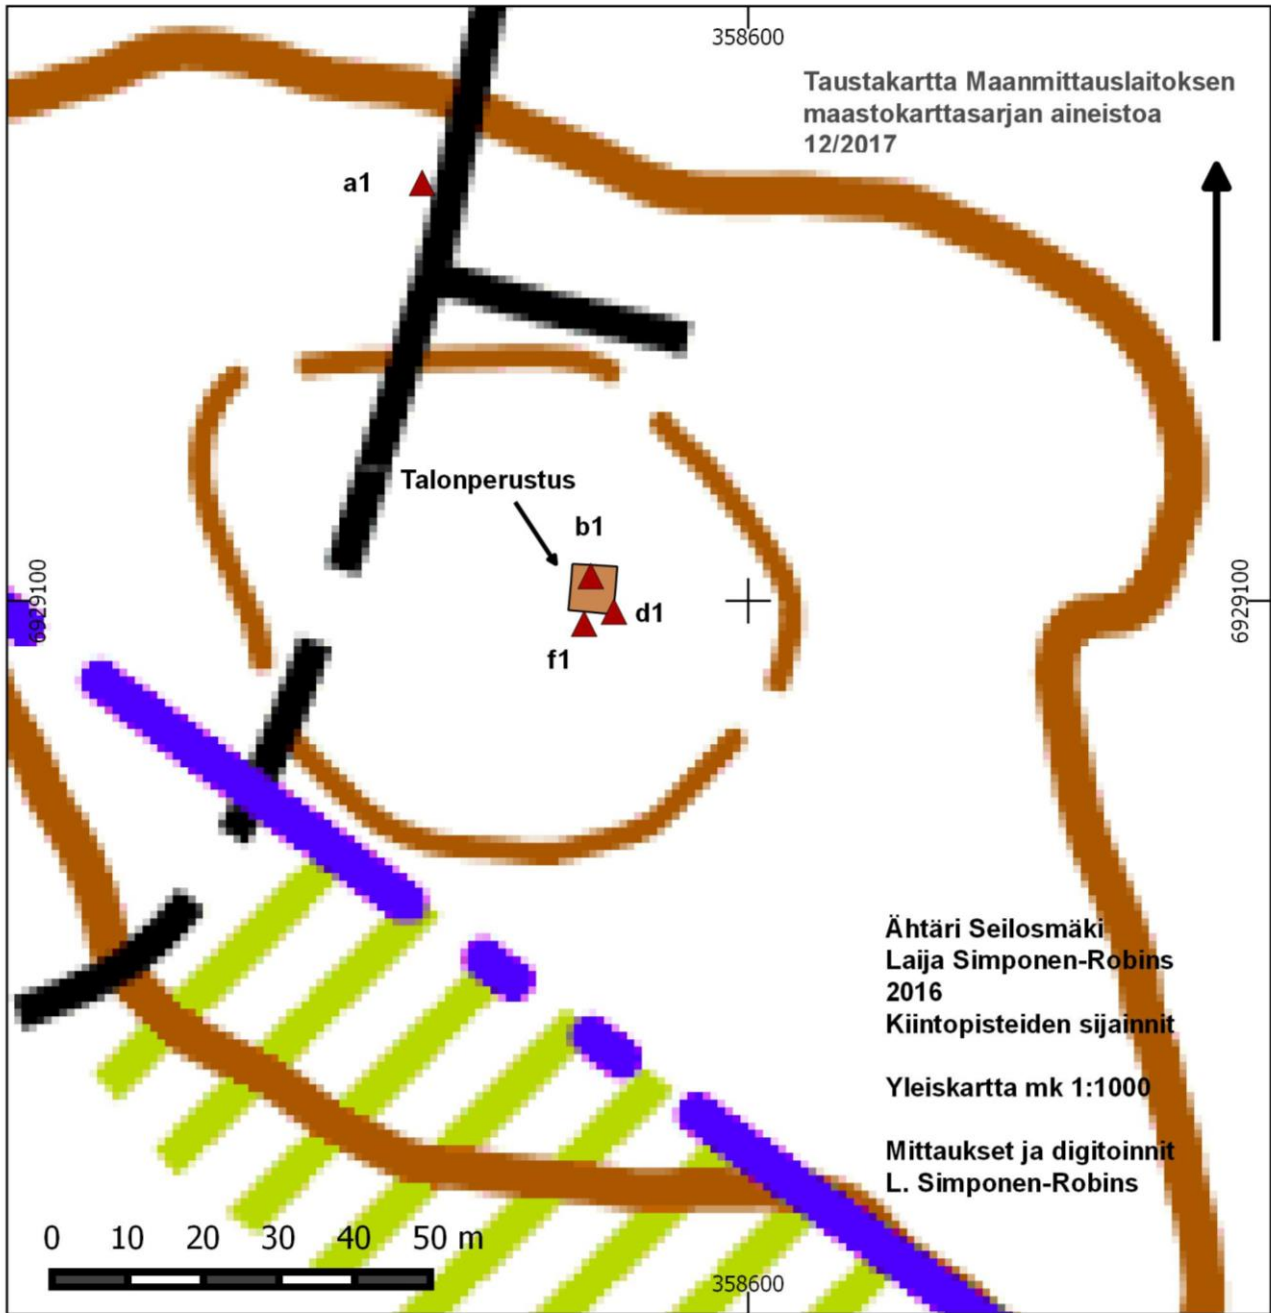 358600
Taustakartta Maanmittauslaitoksen
maastokarttasarjan aineistoa
12/2017
a1
Talonperustus
b1
6929100
6929100
d1
f1
Ähtäri Seilosmäki
Laija Simponen-Robins
2016
Kiintopisteiden sijainnit
Yleiskartta mk 1:1000
Mittaukset ja digitoinnit
L. Simponen-Robins
0 10 20 30 40 50 m
358600